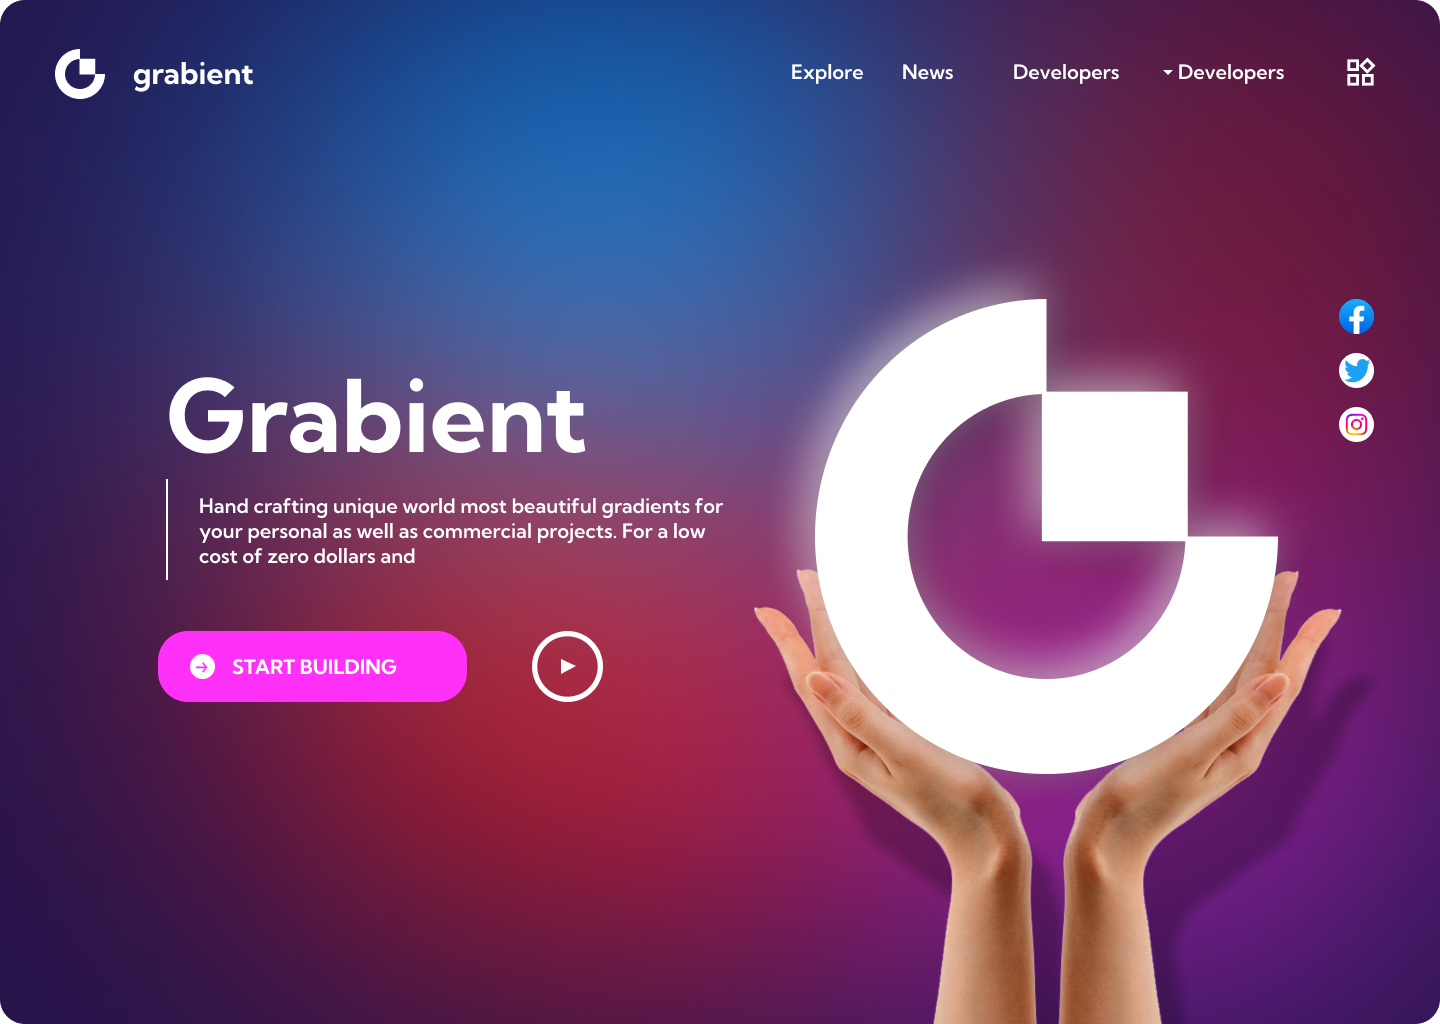 grabient
Explore News Developers Developers
Grabient
Hand crafting unique world most beautiful gradients for
your personal as well as commercial projects. For a low
cost of zero dollars and
START BUILDING